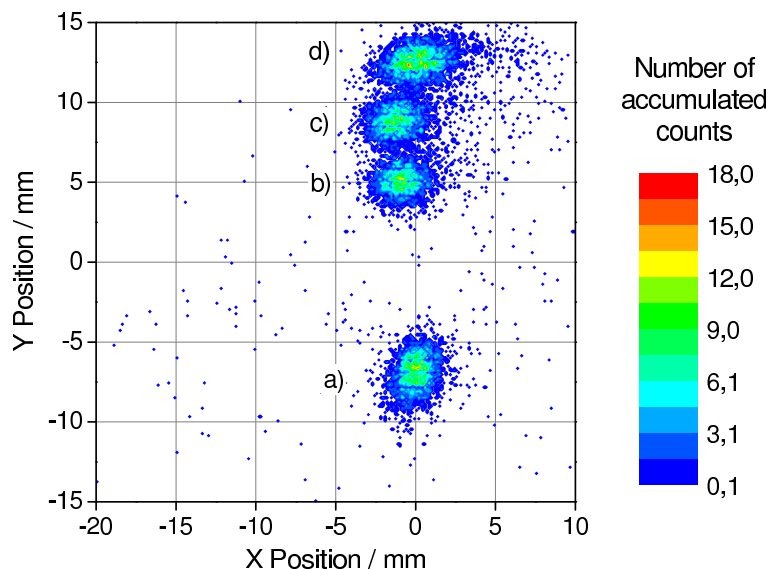 15
10
5
0
-5
-10
-15
Y Position / mm
d)
c)
b)
a)
-20 -15 -10 -5 0 5 10
X Position / mm
Number of
accumulated
counts
18,0
15,0
12,0
9,0
6,1
3,1
0,1